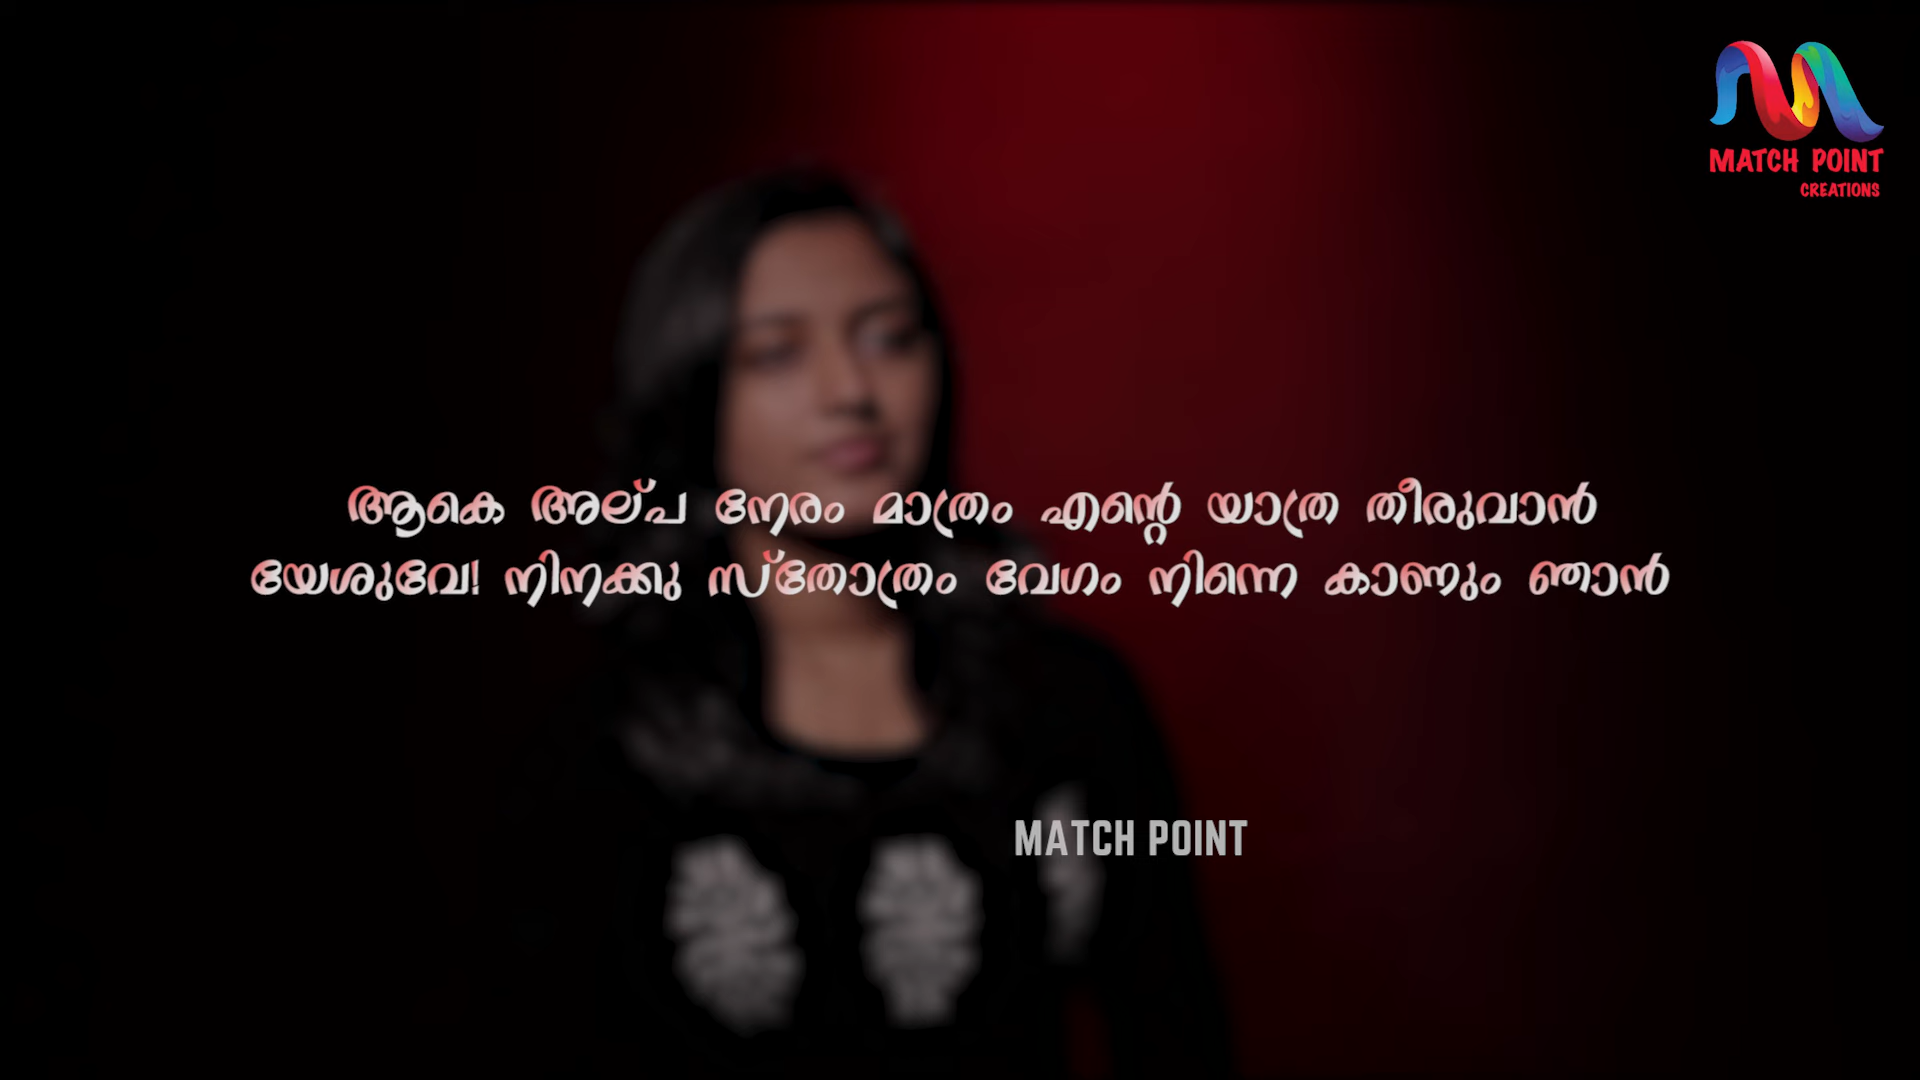 MATCH POINT
CREATIONS
ആകെ അല്പ നേരം മാത്രം എന്റെ യാത്ര തീരുവാൻ
യേശുവേ! നിനക്കു സ്തോത്രം വേഗം നിന്നെ കാണും ഞാൻ
MATCH POINT